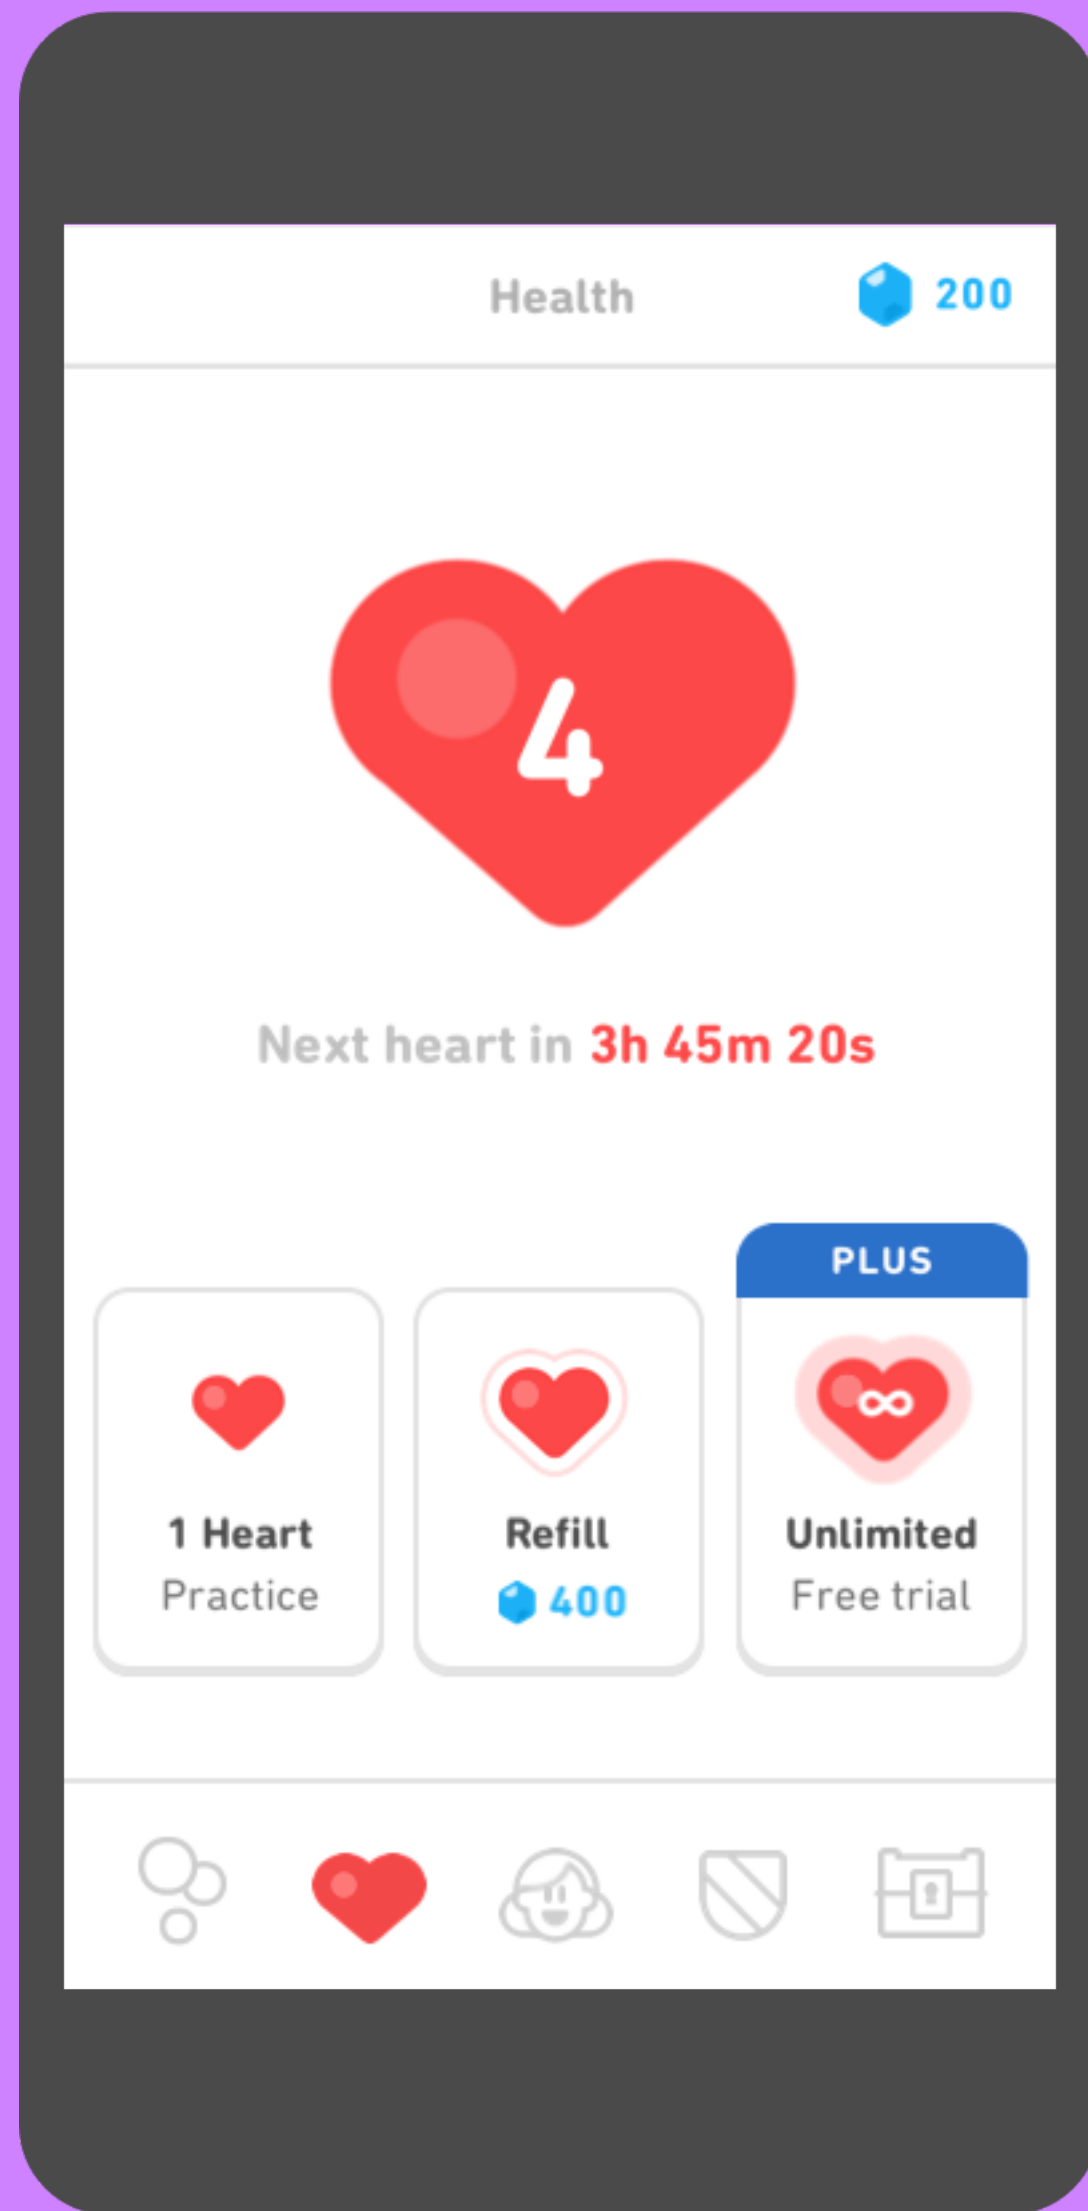 Health 200
4
Next heart in 3h 45m 20s
PLUS
1 Heart
Practice
Refill
400
Unlimited
Free trial